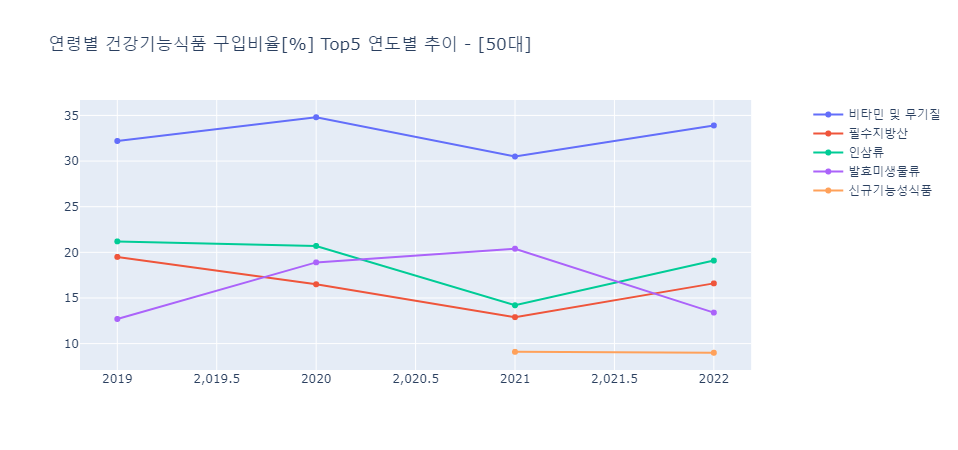 연령별 건강기능식품 구입비율[%] Top5 연도별 추이 - [50대]
35
30
25
20
15
10
2019
2,019.5
2020
2,020.5
2021
2,021.5
2022
비타민 및 무기질
필수지방산
인삼류
발효미생물류
신규기능성식품